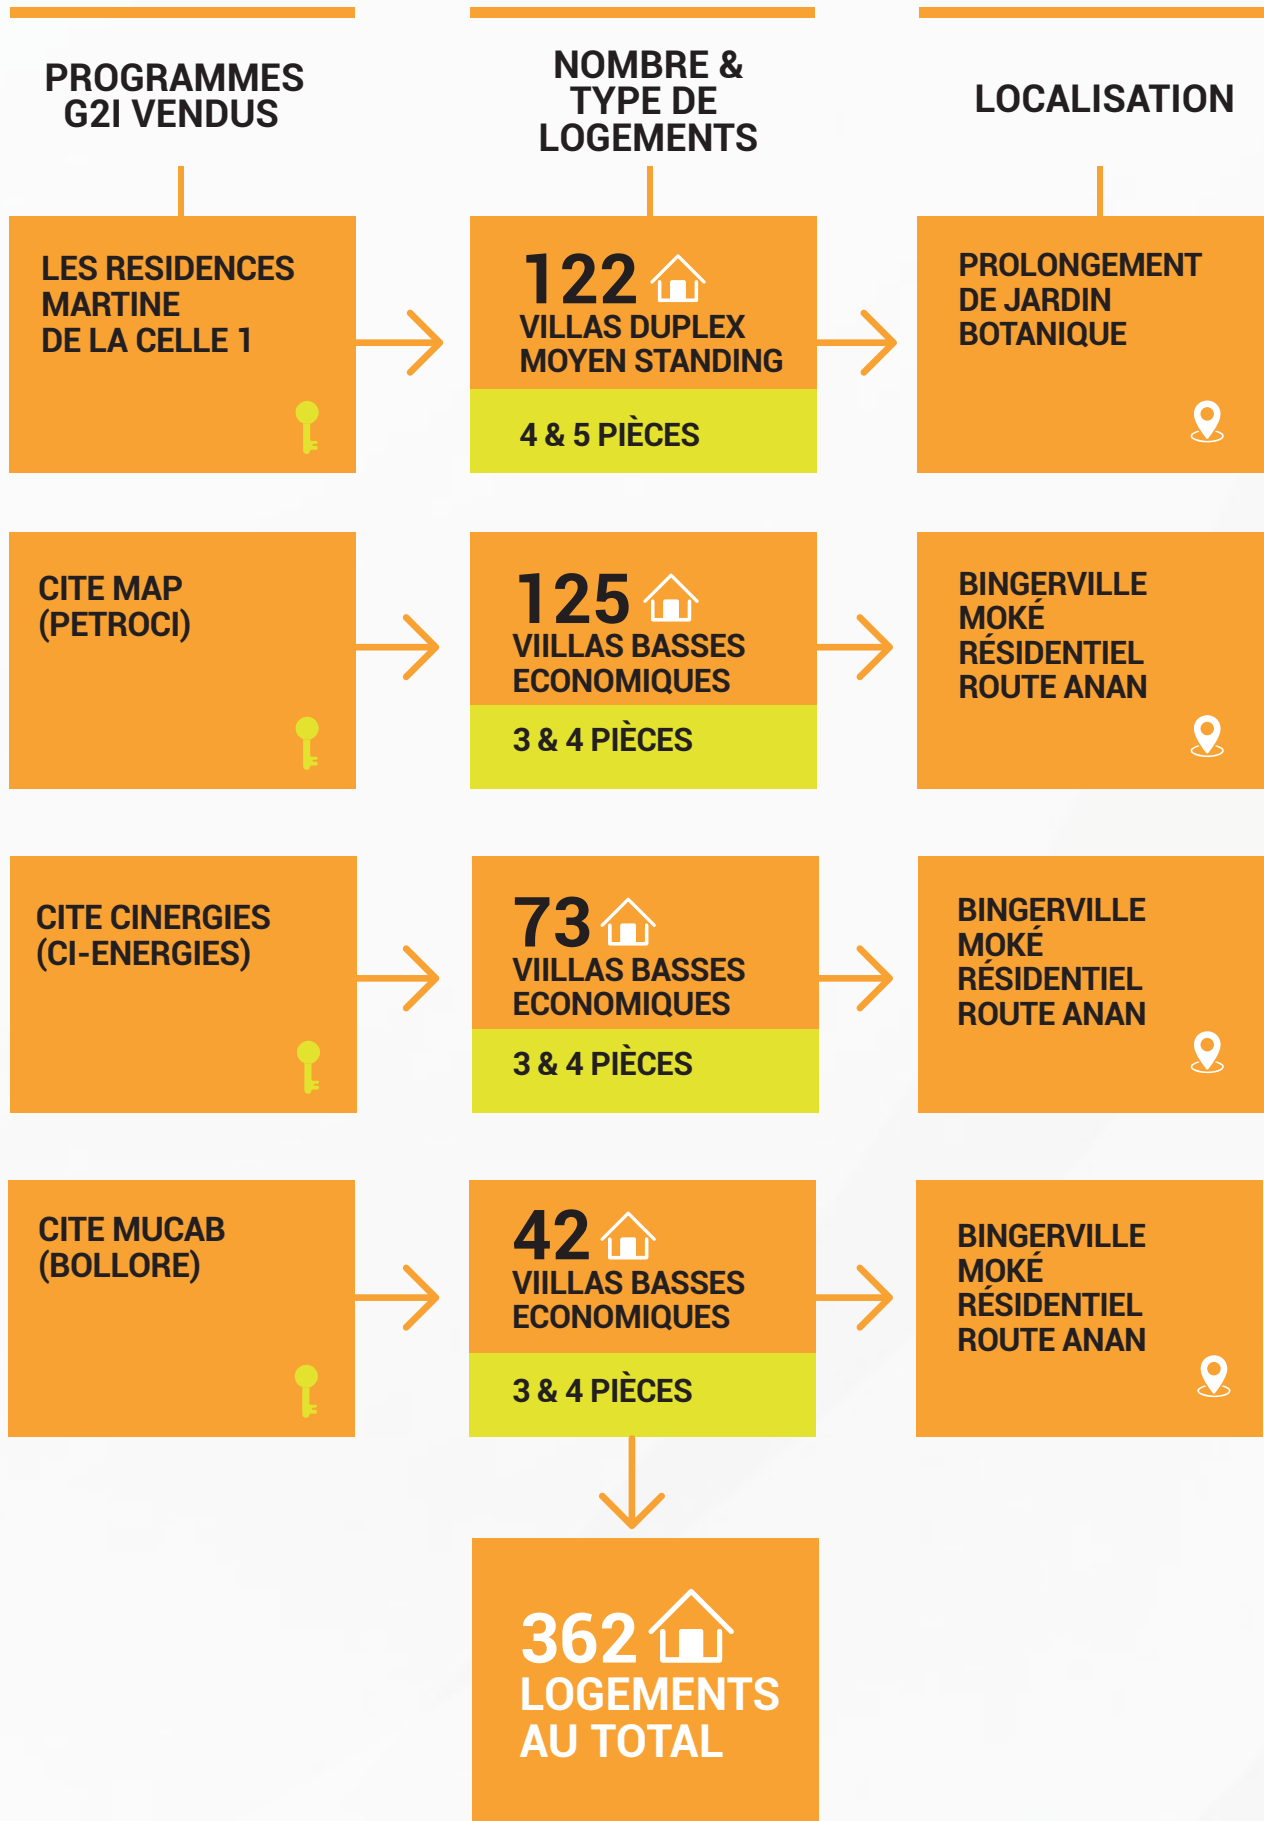 PROGRAMMES
G2I VENDUS
NOMBRE &
TYPE DE
LOGEMENTS
LOCALISATION
LES RESIDENCES
MARTINE
DE LA CELLE 1
122
VILLAS DUPLEX
MOYEN STANDING
4 & 5 PIÈCES
PROLONGEMENT
DE JARDIN
BOTANIQUE
CITE MAP
(PETROCI)
125
VIILLAS BASSES
ECONOMIQUES
3 & 4 PIÈCES
BINGERVILLE
MOKÉ
RÉSIDENTIEL
ROUTE ANAN
CITE CINERGIES
(CI-ENERGIES)
73
VIILLAS BASSES
ECONOMIQUES
3 & 4 PIÈCES
BINGERVILLE
MOKÉ
RÉSIDENTIEL
ROUTE ANAN
CITE MUCAB
(BOLLORE)
42
VIILLAS BASSES
ECONOMIQUES
3 & 4 PIÈCES
BINGERVILLE
MOKÉ
RÉSIDENTIEL
ROUTE ANAN
362
LOGEMENTS
AU TOTAL